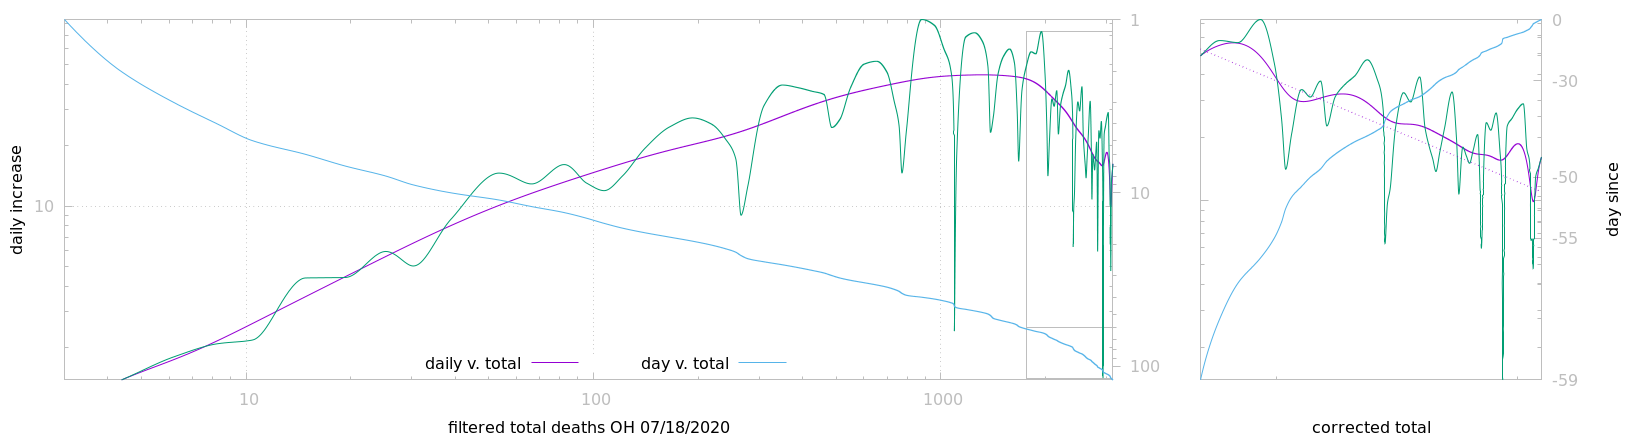 1
0
-30
daily increase
10
10
-50
-55
day since
daily v. total
day v. total
100
-59
10
100
1000
filtered total deaths OH 07/18/2020
corrected total